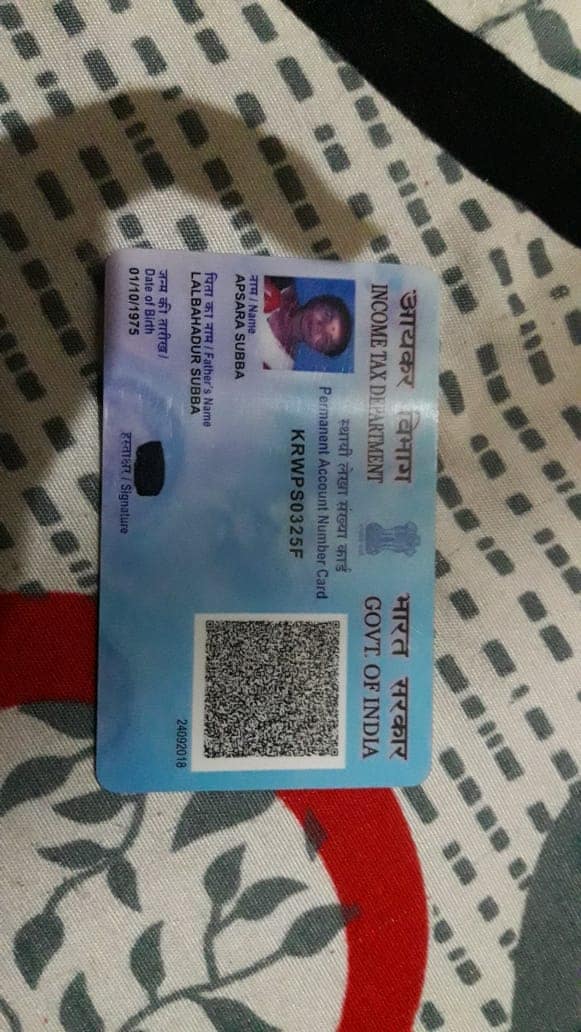 आयकर विभाग
INCOME TAX DEPARTMENT
भारत सरकार
GOVT. OF INDIA
स्थायी लेखा संख्या कार्ड
Permanent Account Number Card
KRWPS0325F
नाम / Name
APSARA SUBBA
पिता का नाम / Father's Name
LALBAHADUR SUBBA
जन्म की तारीख /
Date of Birth
01/10/1975
हस्ताक्षर / Signature
24092018